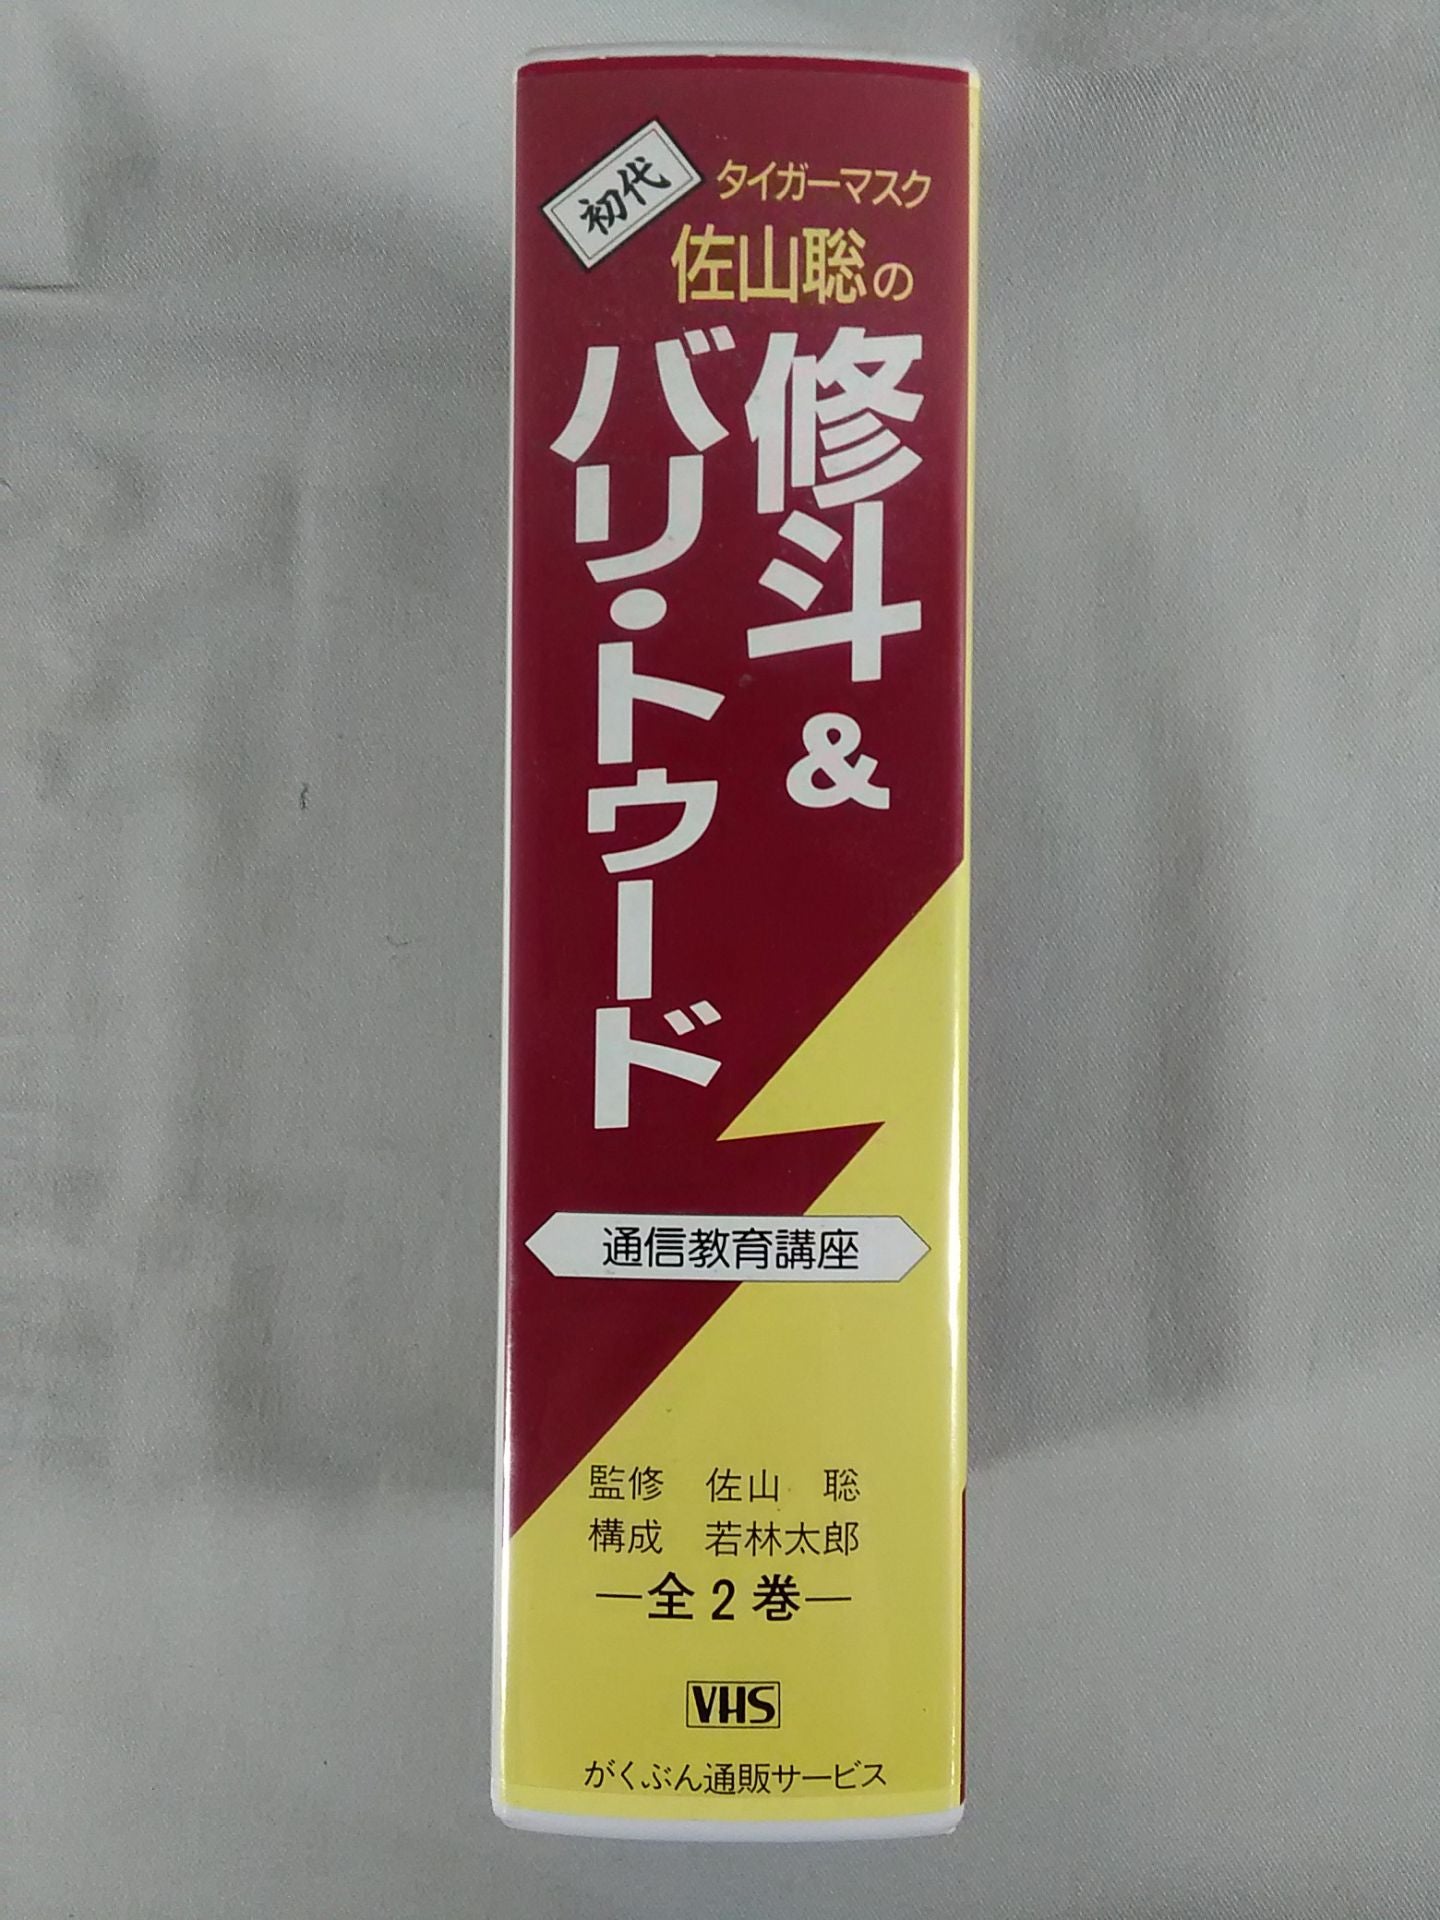 初代
タイガーマスク
佐山聡の
修斗&
バリ・トゥード
通信教育講座
監修 佐山 聡
構成 若林太郎
—全2巻—
VHS
がくぶん通販サービス